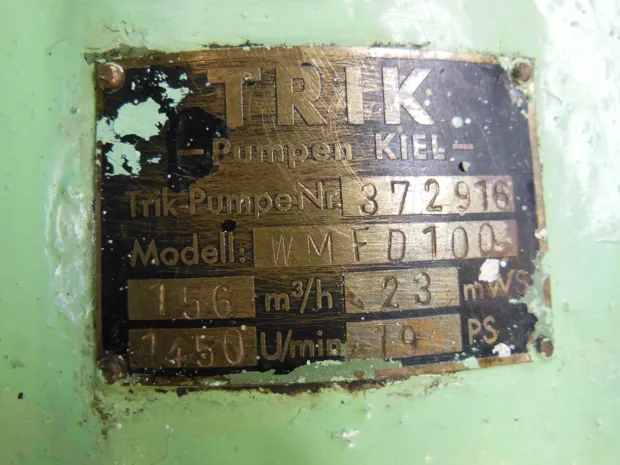 TRIK
- Pumpen KIEL -
Trik-Pumpe Nr. 372916
Modell: WMFD100
156 m³/h 23 mWS
1450 U/min 19 PS